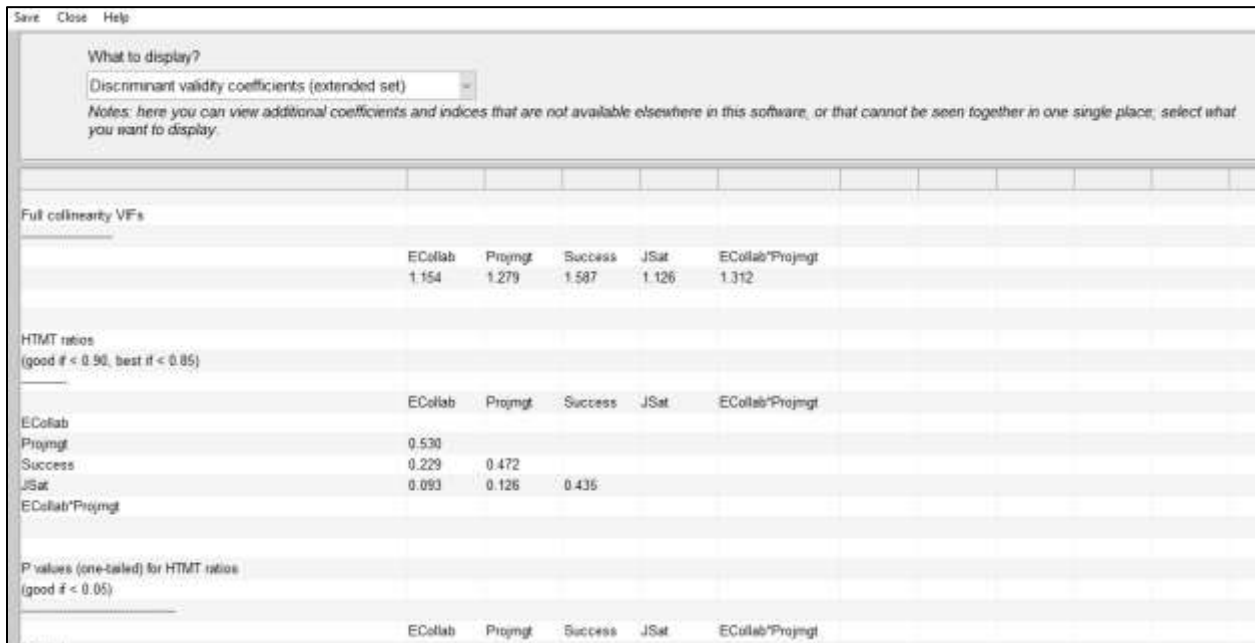 Save Close Help
What to display?
Discriminant validity coefficients (extended set)
Notes: here you can view additional coefficients and indices that are not available elsewhere in this software, or that cannot be seen together in one single place; select what
you want to display.
Full collinearity VIFs
ECollab Projmgt Success JSat ECollab*Projmgt
1.154 1.279 1.587 1.126 1.312
HTMT ratios
(good if < 0.90, best if < 0.85)
ECollab Projmgt Success JSat ECollab*Projmgt
ECollab
Projmgt 0.530
Success 0.229 0.472
JSat 0.093 0.126 0.435
ECollab*Projmgt
P values (one-tailed) for HTMT ratios
(good if < 0.05)
ECollab Projmgt Success JSat ECollab*Projmgt